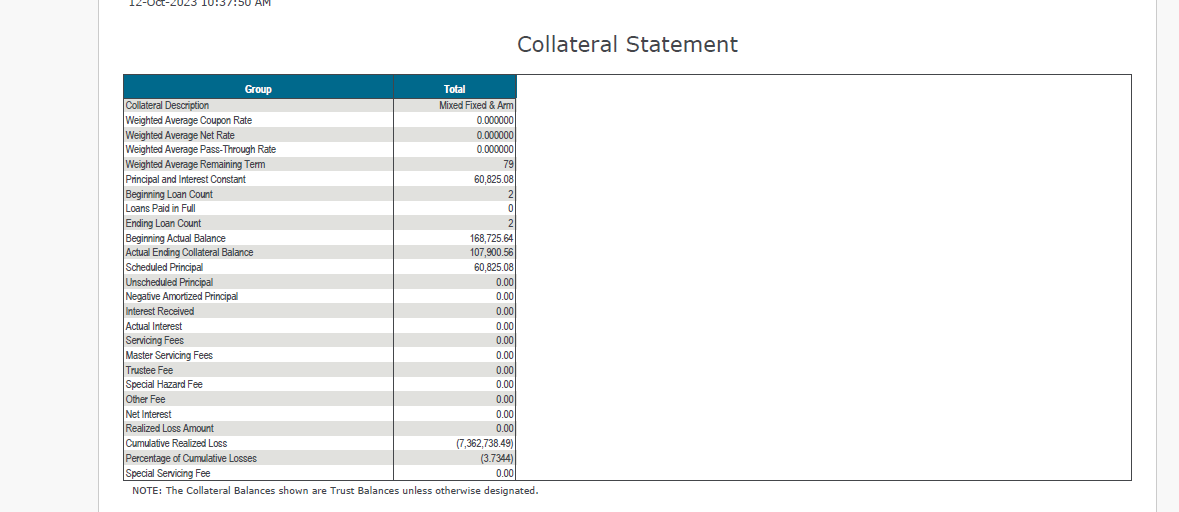 12-Oct-2023 10:37:50 AM
Collateral Statement
Group Total
Collateral Description Mixed Fixed & Arm
Weighted Average Coupon Rate 0.000000
Weighted Average Net Rate 0.000000
Weighted Average Pass-Through Rate 0.000000
Weighted Average Remaining Term 79
Principal and Interest Constant 60,825.08
Beginning Loan Count 2
Loans Paid in Full 0
Ending Loan Count 2
Beginning Actual Balance 168,725.64
Actual Ending Collateral Balance 107,900.56
Scheduled Principal 60,825.08
Unscheduled Principal 0.00
Negative Amortized Principal 0.00
Interest Received 0.00
Actual Interest 0.00
Servicing Fees 0.00
Master Servicing Fees 0.00
Trustee Fee 0.00
Special Hazard Fee 0.00
Other Fee 0.00
Net Interest 0.00
Realized Loss Amount 0.00
Cumulative Realized Loss (7,362,738.49)
Percentage of Cumulative Losses (3.7344)
Special Servicing Fee 0.00
NOTE: The Collateral Balances shown are Trust Balances unless otherwise designated.